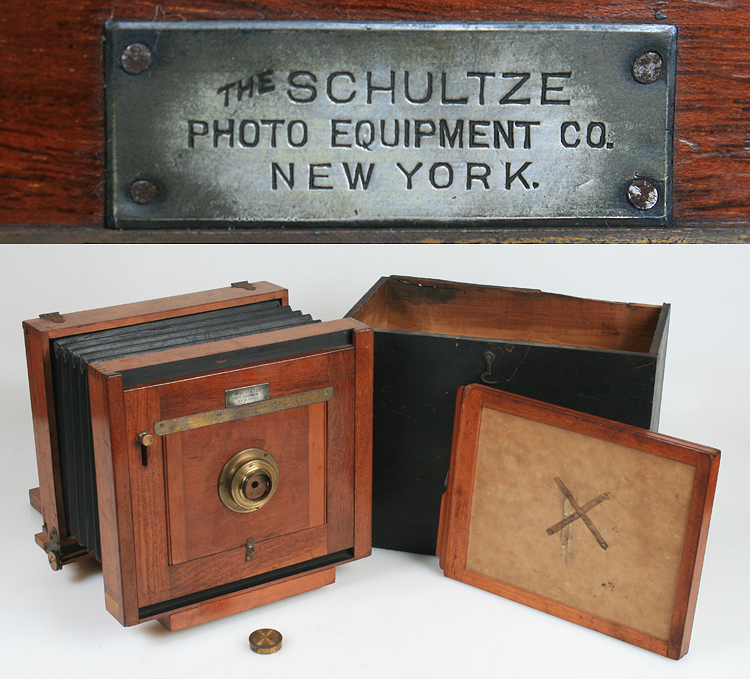 THE SCHULTZE
PHOTO EQUIPMENT CO.
NEW YORK.